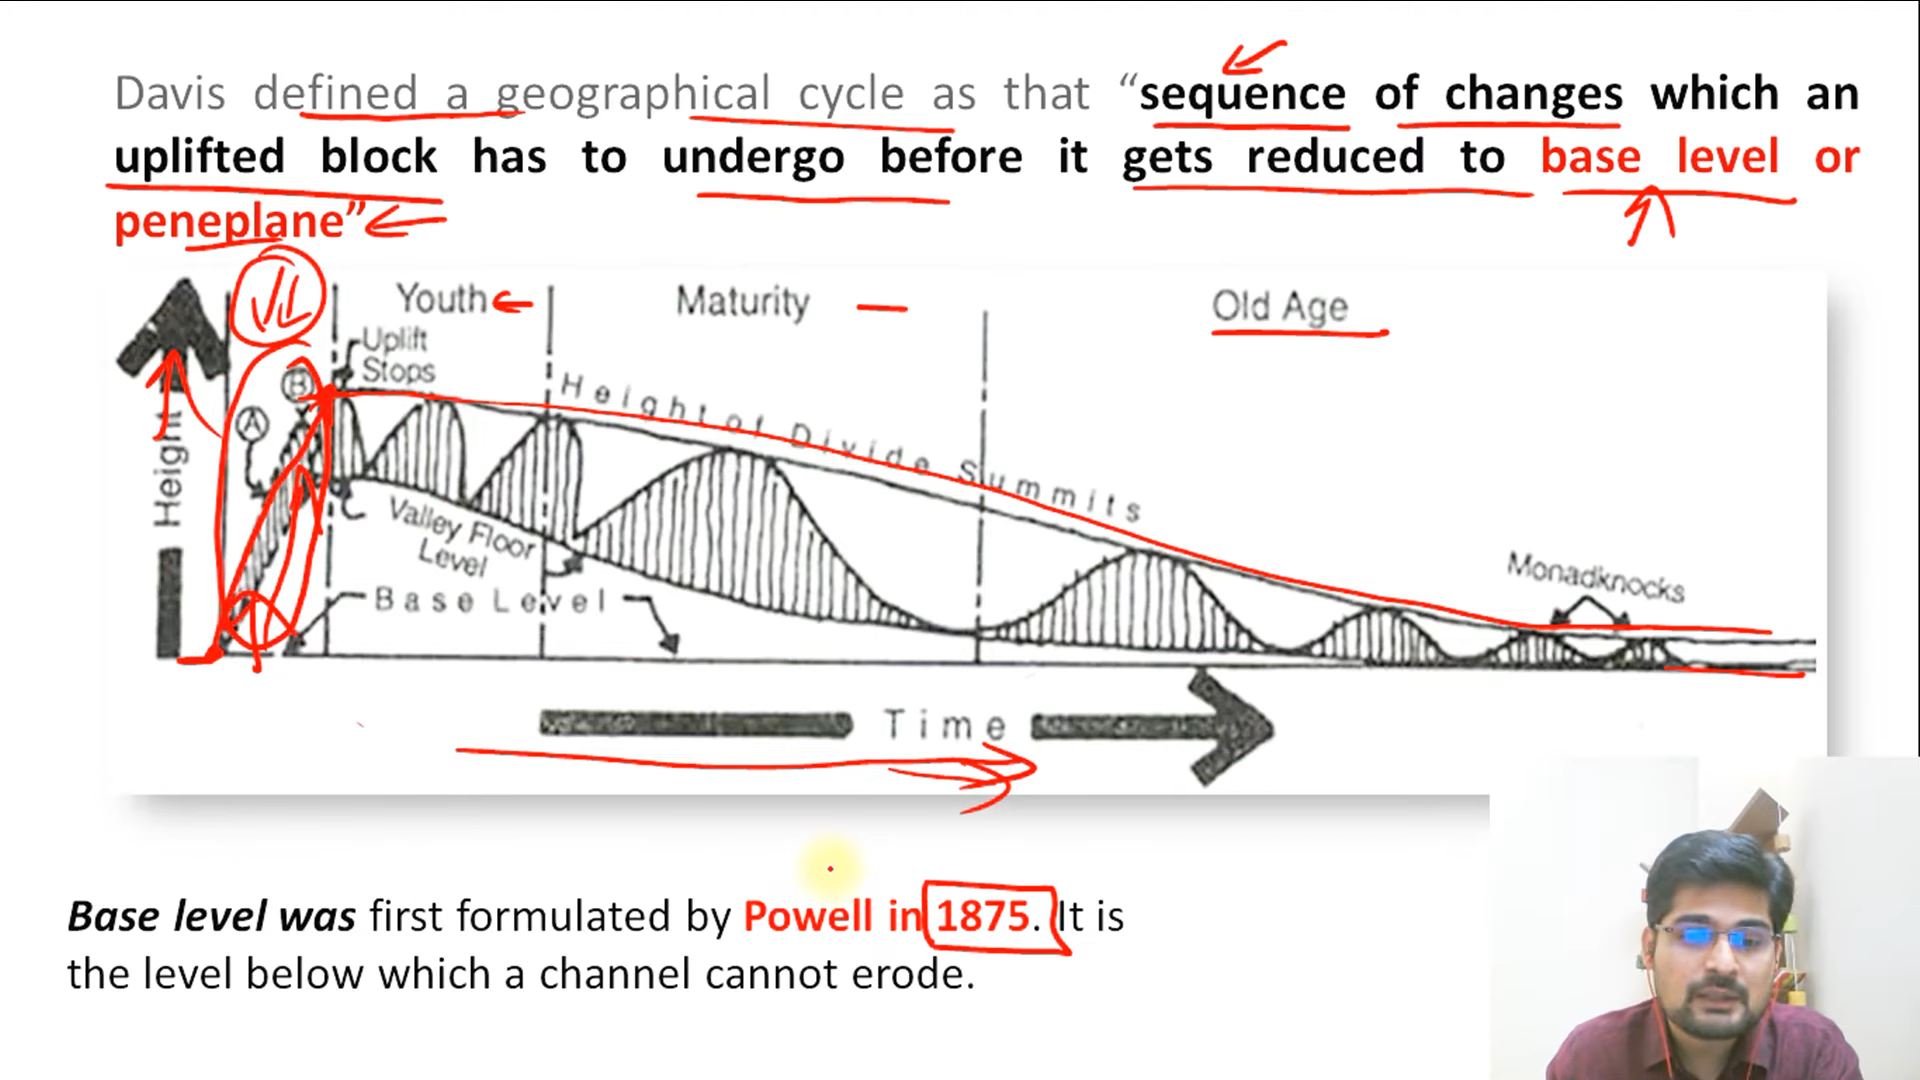 Davis defined a geographical cycle as that “sequence of changes which an
uplifted block has to undergo before it gets reduced to base level or
peneplane”
Youth
Maturity
Old Age
Uplift
Stops
B
A
Height
Height of Divide Summits
Valley Floor
Level
Base Level
Monadknocks
Time
Base level was first formulated by Powell in 1875. It is
the level below which a channel cannot erode.